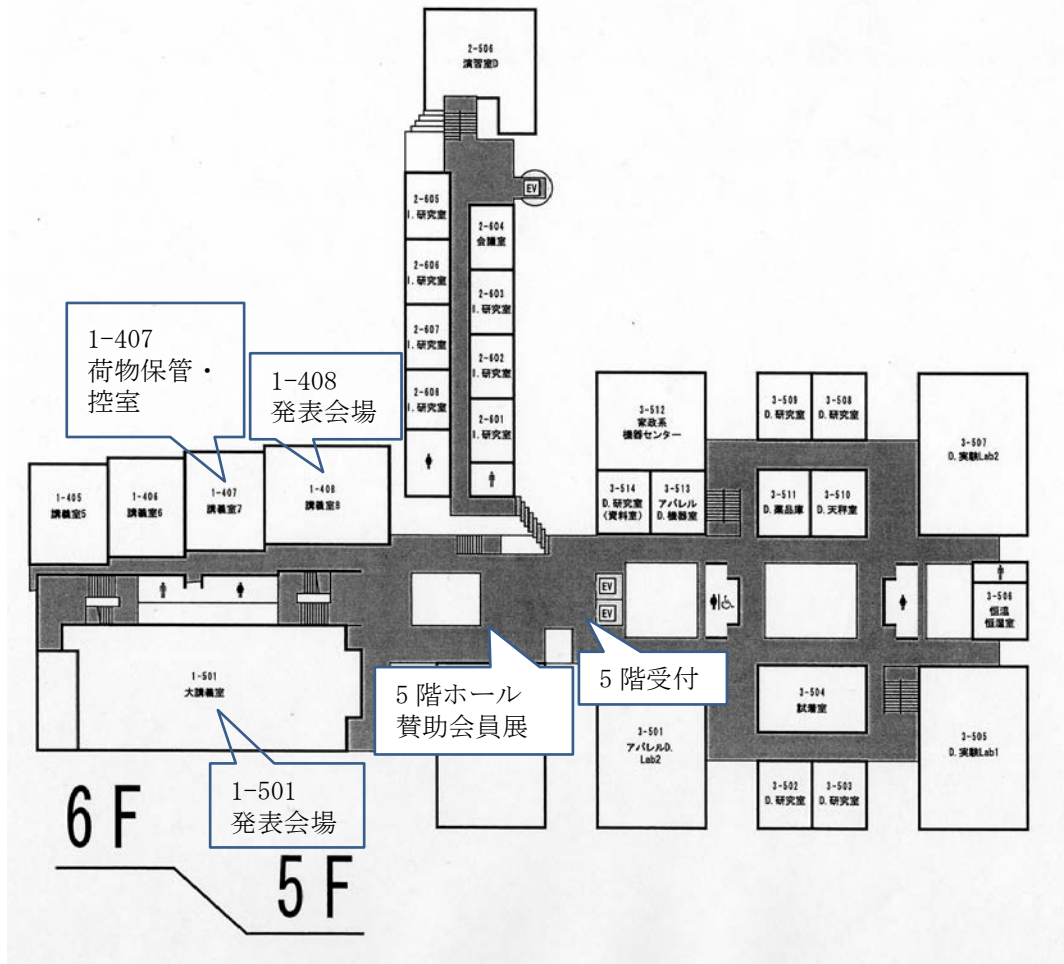 2-506
演習室D
EV
2-605
I.研究室
2-604
会議室
2-606
I.研究室
2-603
I.研究室
2-607
I.研究室
2-602
I.研究室
2-608
I.研究室
2-601
I.研究室
1-407
荷物保管・
控室
1-408
発表会場
1-405
講義室5
1-406
講義室6
1-407
講義室7
1-408
講義室8
3-512
家政系
機器センター
3-514
D.研究室
(資料室)
3-513
アパレル
D.機器室
3-509
D.研究室
3-508
D.研究室
3-511
D.薬品庫
3-510
D.天秤室
3-507
D.実験Lab2
EV
EV
3-506
恒温
恒湿室
1-501
大講義室
5階ホール
賛助会員展
5階受付
3-504
試着室
3-501
アパレルD.
Lab2
3-505
D.実験Lab1
3-502
D.研究室
3-503
D.研究室
1-501
発表会場
6F
5F